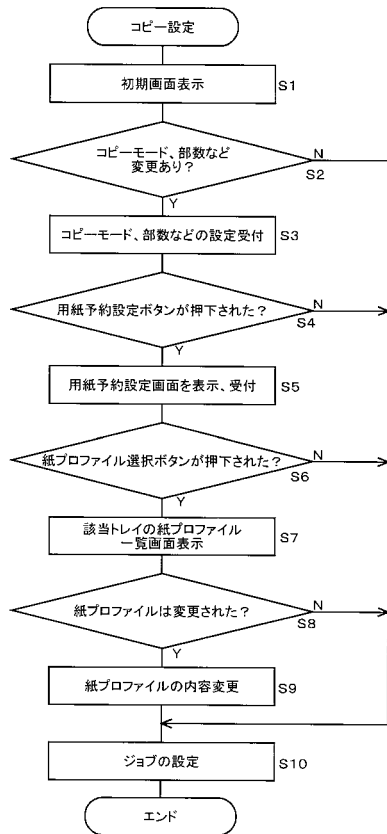 コピー設定
初期画面表示
S1
コピーモード、部数など
変更あり？
N
S2
Y
コピーモード、部数などの設定受付
S3
用紙予約設定ボタンが押下された？
N
S4
Y
用紙予約設定画面を表示、受付
S5
紙プロファイル選択ボタンが押下された？
N
S6
Y
該当トレイの紙プロファイル
一覧画面表示
S7
紙プロファイルは変更された？
N
S8
Y
紙プロファイルの内容変更
S9
ジョブの設定
S10
エンド